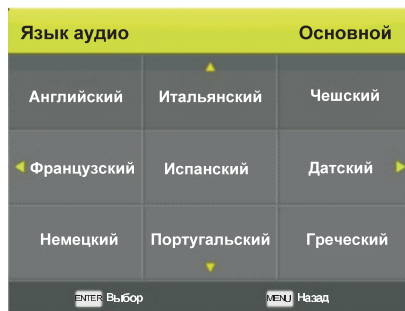 Язык аудио Основной
Английский Итальянский Чешский
Французский Испанский Датский
Немецкий Португальский Греческий
ENTER Выбор MENU Назад